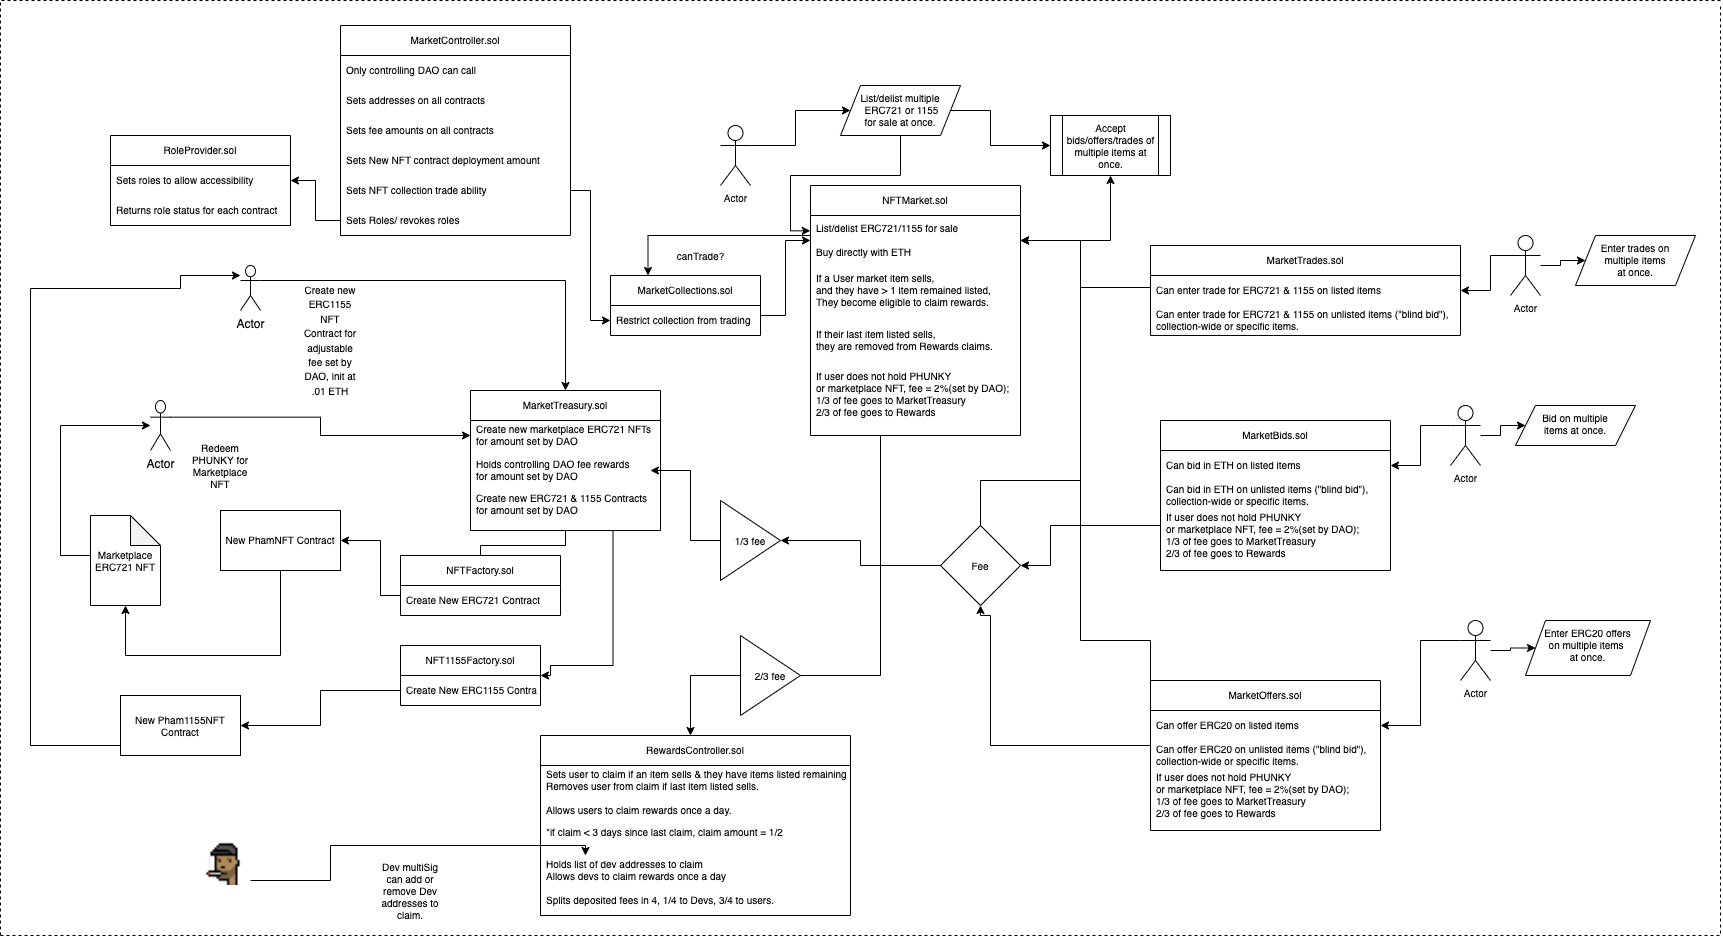 MarketController.sol
Only controlling DAO can call
Sets addresses on all contracts
Sets fee amounts on all contracts
Sets New NFT contract deployment amount
Sets NFT collection trade ability
Sets Roles/ revokes roles
RoleProvider.sol
Sets roles to allow accessibility
Returns role status for each contract
List/delist multiple
ERC721 or 1155
for sale at once.
Actor
Accept
bids/offers/trades of
multiple items at
once.
NFTMarket.sol
List/delist ERC721/1155 for sale
Buy directly with ETH
If a User market item sells,
and they have > 1 item remained listed,
They become eligible to claim rewards.
If their last item listed sells,
they are removed from Rewards claims.
If user does not hold PHUNKY
or marketplace NFT, fee = 2%(set by DAO);
1/3 of fee goes to MarketTreasury
2/3 of fee goes to Rewards
canTrade?
MarketCollections.sol
Restrict collection from trading
MarketTrades.sol
Can enter trade for ERC721 & 1155 on listed items
Can enter trade for ERC721 & 1155 on unlisted items ("blind bid"),
collection-wide or specific items.
Actor
Enter trades on
multiple items
at once.
Actor
Create new
ERC1155
NFT
Contract for
adjustable
fee set by
DAO, init at
.01 ETH
Actor
Redeem
PHUNKY for
Marketplace
NFT
MarketTreasury.sol
Create new marketplace ERC721 NFTs
for amount set by DAO
Holds controlling DAO fee rewards
for amount set by DAO
Create new ERC721 & 1155 Contracts
for amount set by DAO
MarketBids.sol
Can bid in ETH on listed items
Can bid in ETH on unlisted items ("blind bid"),
collection-wide or specific items.
If user does not hold PHUNKY
or marketplace NFT, fee = 2%(set by DAO);
1/3 of fee goes to MarketTreasury
2/3 of fee goes to Rewards
Actor
Bid on multiple
items at once.
Marketplace
ERC721 NFT
New PhamNFT Contract
NFTFactory.sol
Create New ERC721 Contract
1/3 fee
Fee
NFT1155Factory.sol
Create New ERC1155 Contra
New Pham1155NFT
Contract
2/3 fee
Actor
Enter ERC20 offers
on multiple items
at once.
MarketOffers.sol
Can offer ERC20 on listed items
Can offer ERC20 on unlisted items ("blind bid"),
collection-wide or specific items.
If user does not hold PHUNKY
or marketplace NFT, fee = 2%(set by DAO);
1/3 of fee goes to MarketTreasury
2/3 of fee goes to Rewards
RewardsController.sol
Sets user to claim if an item sells & they have items listed remaining
Removes user from claim if last item listed sells.
Allows users to claim rewards once a day.
*if claim < 3 days since last claim, claim amount = 1/2
Holds list of dev addresses to claim
Allows devs to claim rewards once a day
Splits deposited fees in 4, 1/4 to Devs, 3/4 to users.
Dev multiSig
can add or
remove Dev
addresses to
claim.